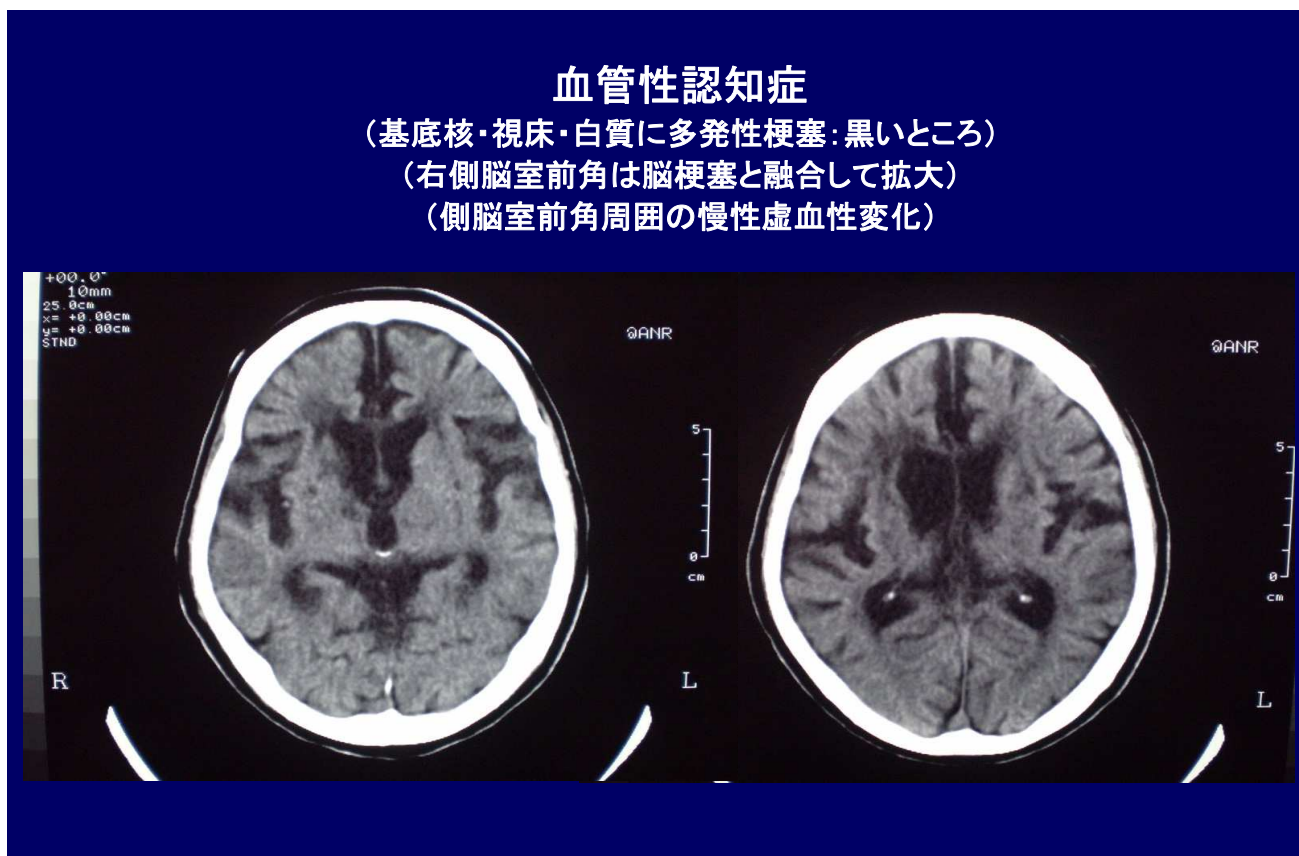 血管性認知症
（基底核・視床・白質に多発性梗塞：黒いところ）
（右側脳室前角は脳梗塞と融合して拡大）
（側脳室前角周囲の慢性虚血性変化）
+00.0°
10mm
25.0cm
x= +0.00cm
y= +0.00cm
STND
@ANR
@ANR
5
5
0
cm
0
cm
R
L
L